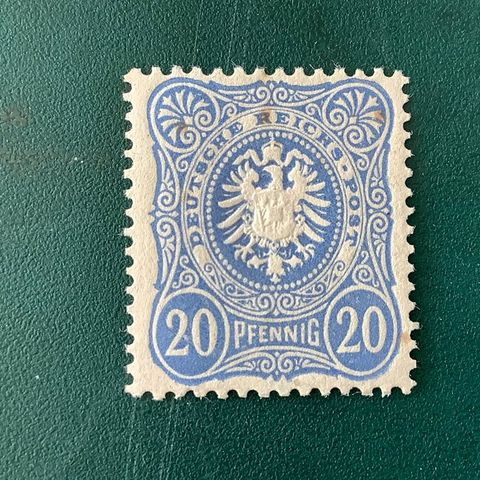 DEUTSCHE REICHS-POST
20 PFENNIG 20